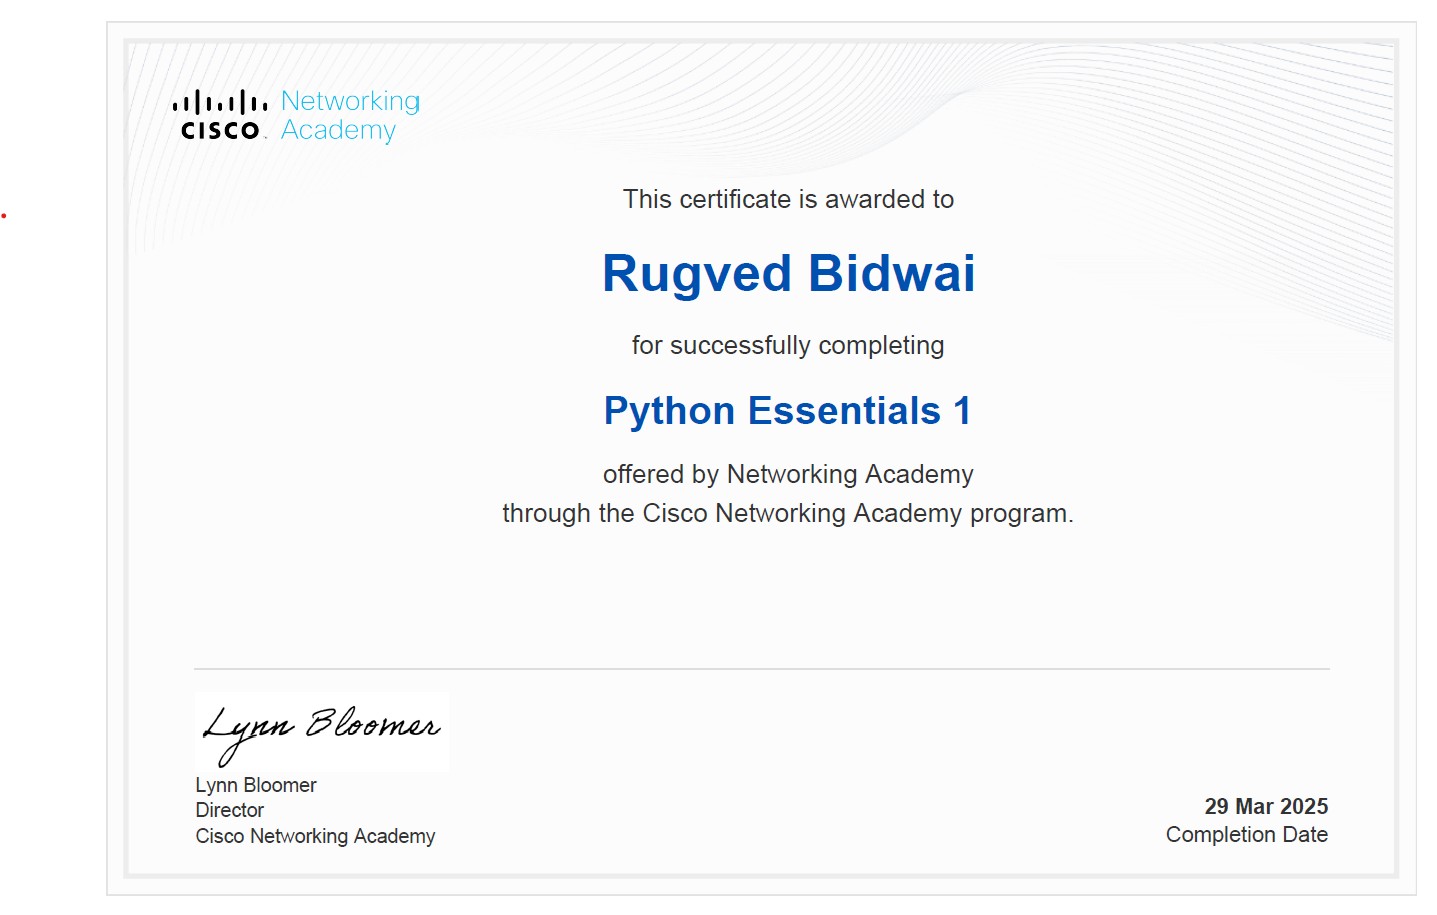 Networking
CISCO Academy
This certificate is awarded to
Rugved Bidwai
for successfully completing
Python Essentials 1
offered by Networking Academy
through the Cisco Networking Academy program.
Lynn Bloomer
Lynn Bloomer
Director
Cisco Networking Academy
29 Mar 2025
Completion Date